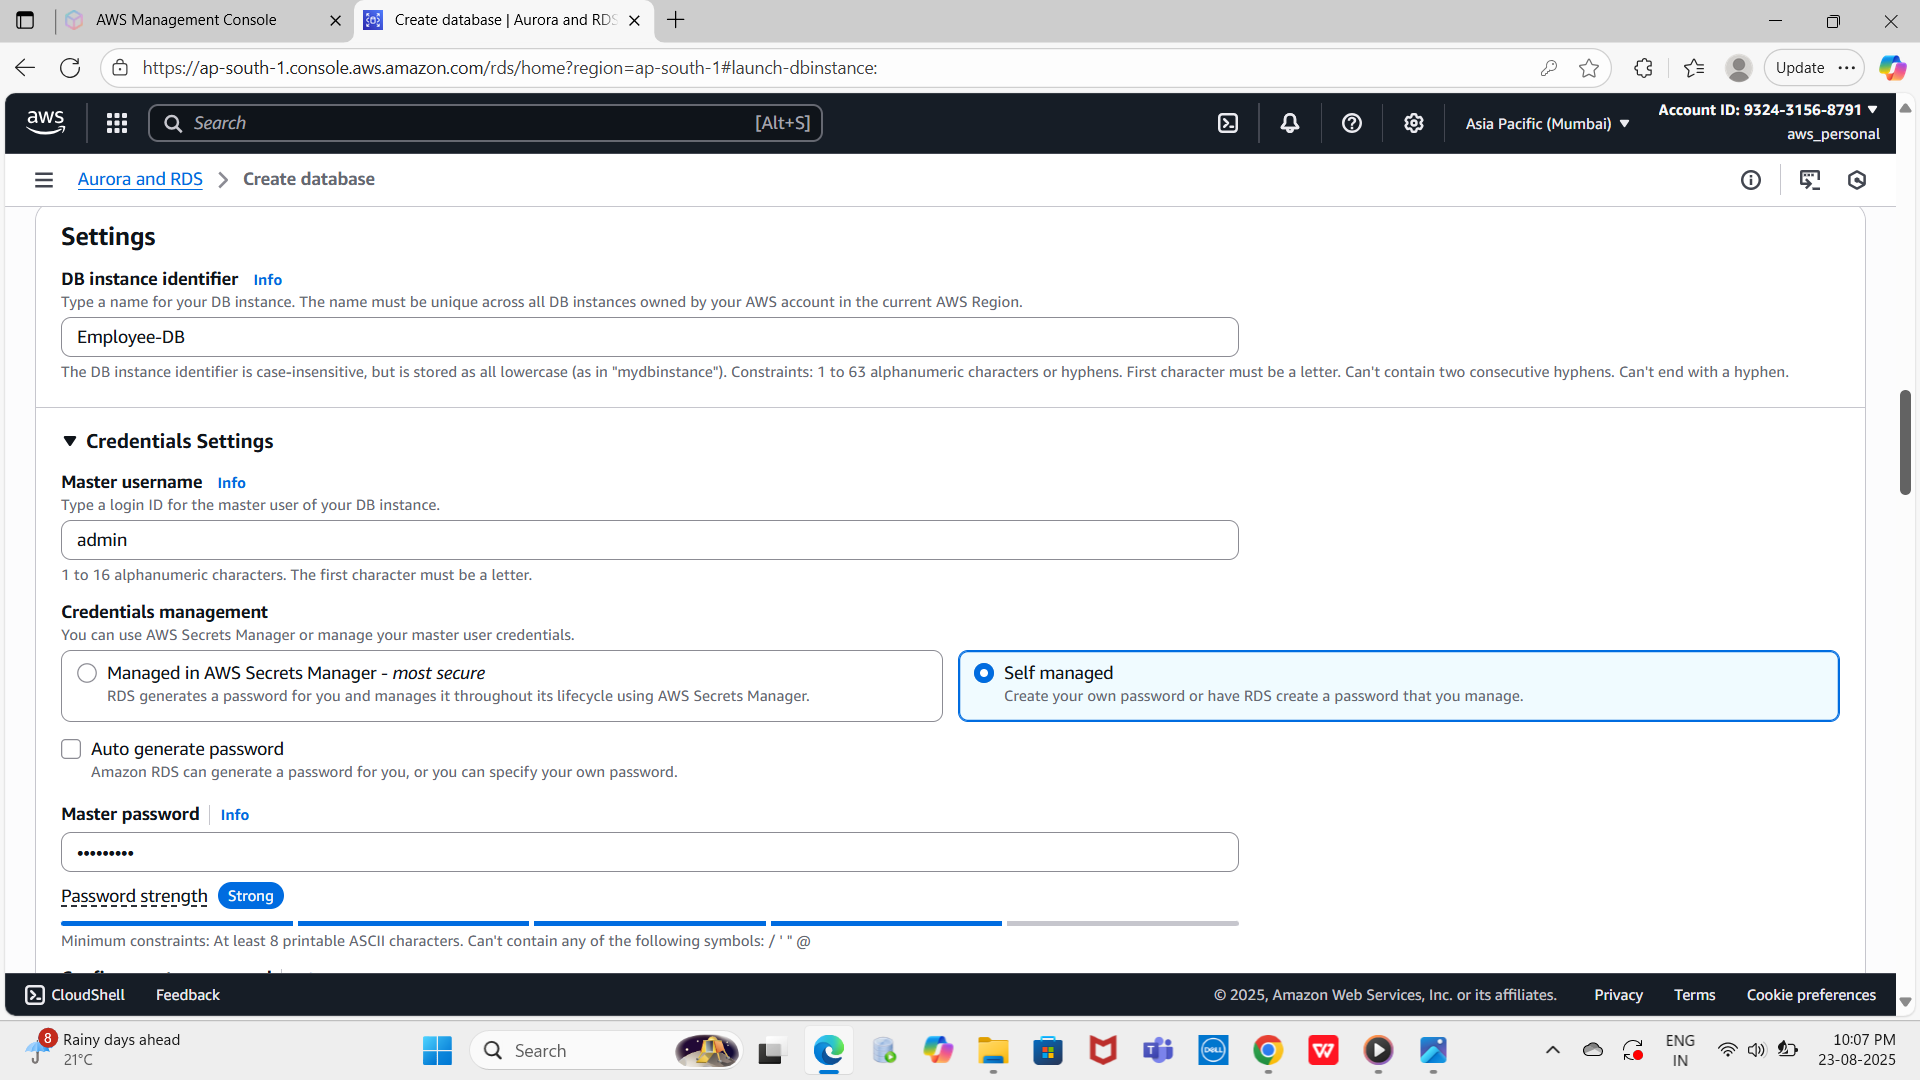 AWS Management Console
Create database | Aurora and RDS
https://ap-south-1.console.aws.amazon.com/rds/home?region=ap-south-1#launch-dbinstance:
Update
aws
Search [Alt+S]
Asia Pacific (Mumbai)
Account ID: 9324-3156-8791
aws_personal
Aurora and RDS > Create database
Settings
DB instance identifier Info
Type a name for your DB instance. The name must be unique across all DB instances owned by your AWS account in the current AWS Region.
Employee-DB
The DB instance identifier is case-insensitive, but is stored as all lowercase (as in "mydbinstance"). Constraints: 1 to 63 alphanumeric characters or hyphens. First character must be a letter. Can't contain two consecutive hyphens. Can't end with a hyphen.
Credentials Settings
Master username Info
Type a login ID for the master user of your DB instance.
admin
1 to 16 alphanumeric characters. The first character must be a letter.
Credentials management
You can use AWS Secrets Manager or manage your master user credentials.
Managed in AWS Secrets Manager - most secure
RDS generates a password for you and manages it throughout its lifecycle using AWS Secrets Manager.
Self managed
Create your own password or have RDS create a password that you manage.
Auto generate password
Amazon RDS can generate a password for you, or you can specify your own password.
Master password Info
•••••••••
Password strength Strong
Minimum constraints: At least 8 printable ASCII characters. Can't contain any of the following symbols: / ' " @
CloudShell Feedback
© 2025, Amazon Web Services, Inc. or its affiliates. Privacy Terms Cookie preferences
8
Rainy days ahead
21°C
Search
DELL
ENG
IN
10:07 PM
23-08-2025